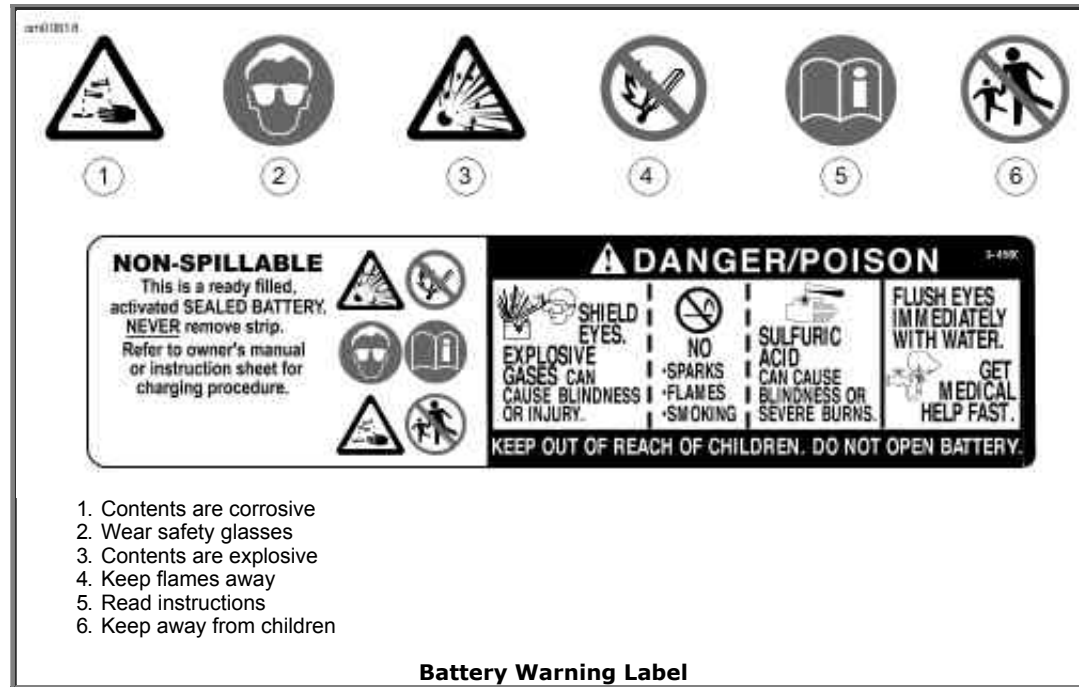 1
2
3
4
5
6
NON-SPILLABLE
This is a ready filled,
activated SEALED BATTERY.
NEVER remove strip.
Refer to owner's manual
or instruction sheet for
charging procedure.
DANGER/POISON
SHIELD
EYES.
EXPLOSIVE
GASES CAN
CAUSE BLINDNESS
OR INJURY.
NO
•SPARKS
•FLAMES
•SMOKING
SULFURIC
ACID
CAN CAUSE
BLINDNESS OR
SEVERE BURNS.
FLUSH EYES
IMMEDIATELY
WITH WATER.
GET
MEDICAL
HELP FAST.
KEEP OUT OF REACH OF CHILDREN. DO NOT OPEN BATTERY.
1. Contents are corrosive
2. Wear safety glasses
3. Contents are explosive
4. Keep flames away
5. Read instructions
6. Keep away from children
Battery Warning Label